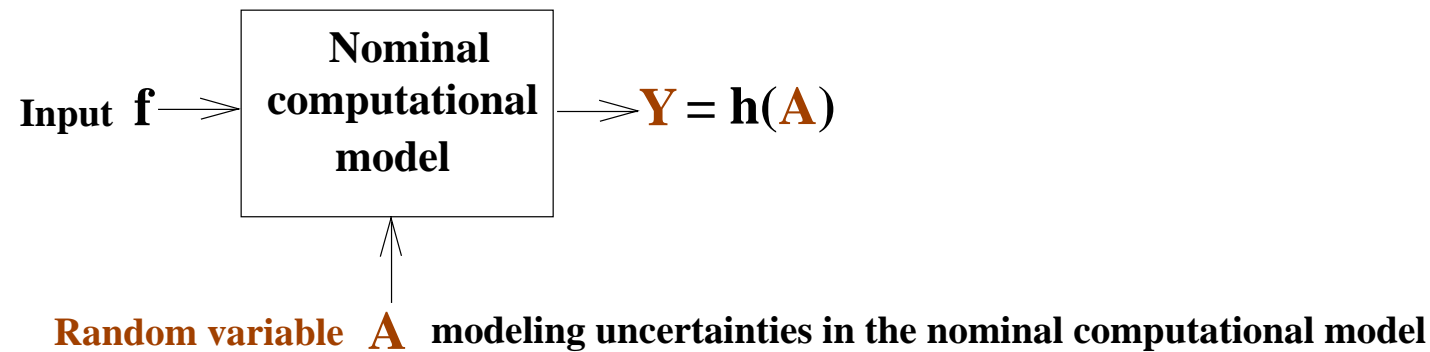 Nominal
computational
model
Input f
Y = h(A)
Random variable A modeling uncertainties in the nominal computational model